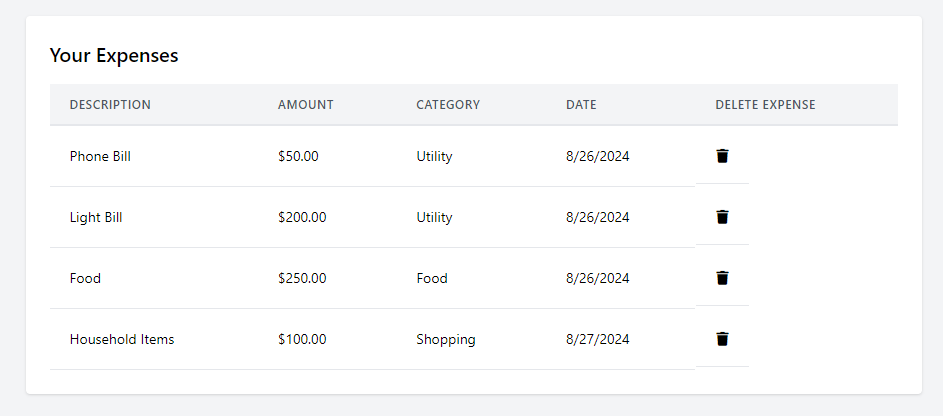 Your Expenses
DESCRIPTION AMOUNT CATEGORY DATE DELETE EXPENSE
Phone Bill $50.00 Utility 8/26/2024
Light Bill $200.00 Utility 8/26/2024
Food $250.00 Food 8/26/2024
Household Items $100.00 Shopping 8/27/2024